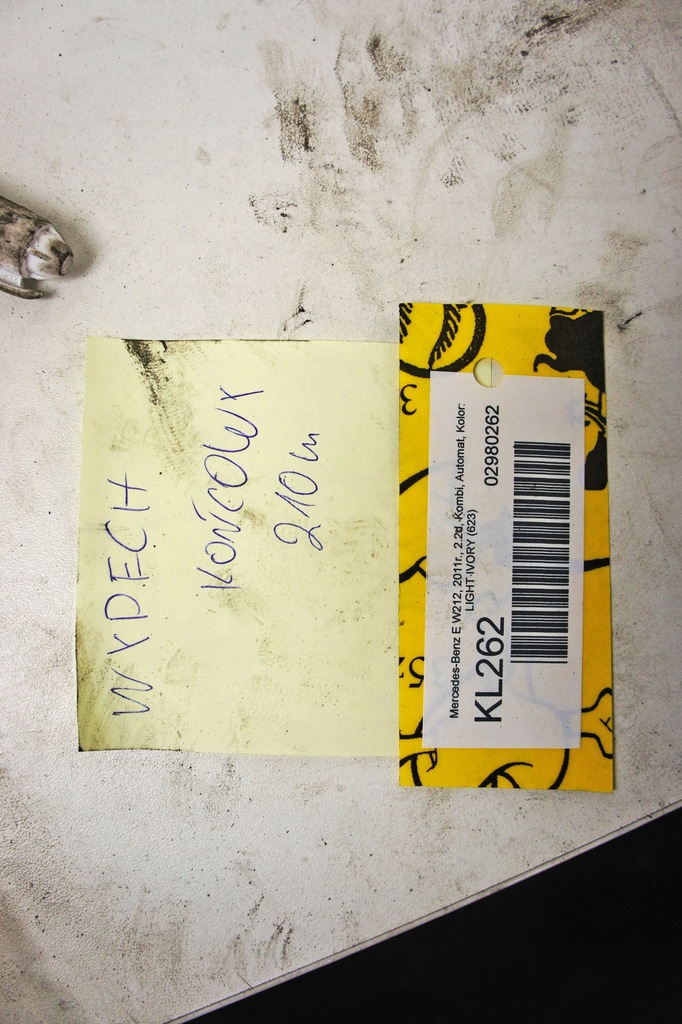 WYDECH
KOŃCOWY
210 m
Mercedes-Benz E W212, 2011r., 2.2d, Kombi, Automat, Kolor:
LIGHT IVORY (623)
KL262
02980262